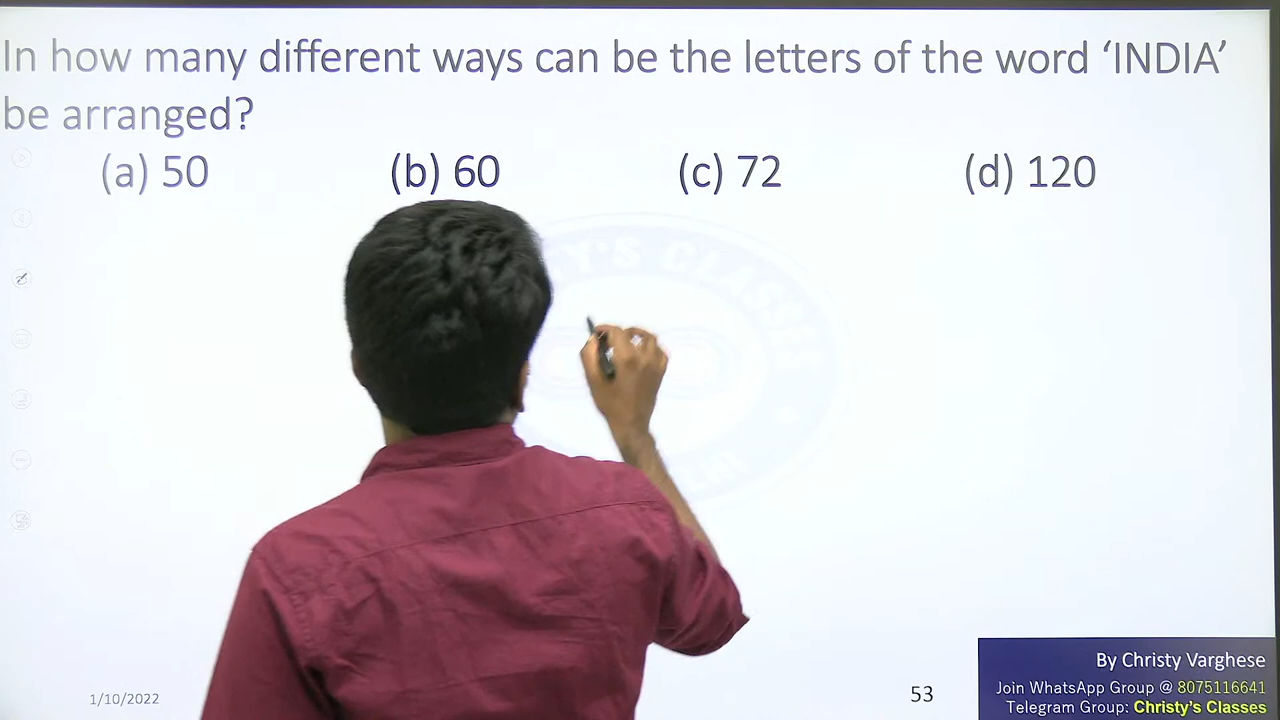 In how many different ways can be the letters of the word ‘INDIA’
be arranged?
(a) 50 (b) 60 (c) 72 (d) 120
1/10/2022
53
By Christy Varghese
Join WhatsApp Group @ 8075116641
Telegram Group: Christy's Classes